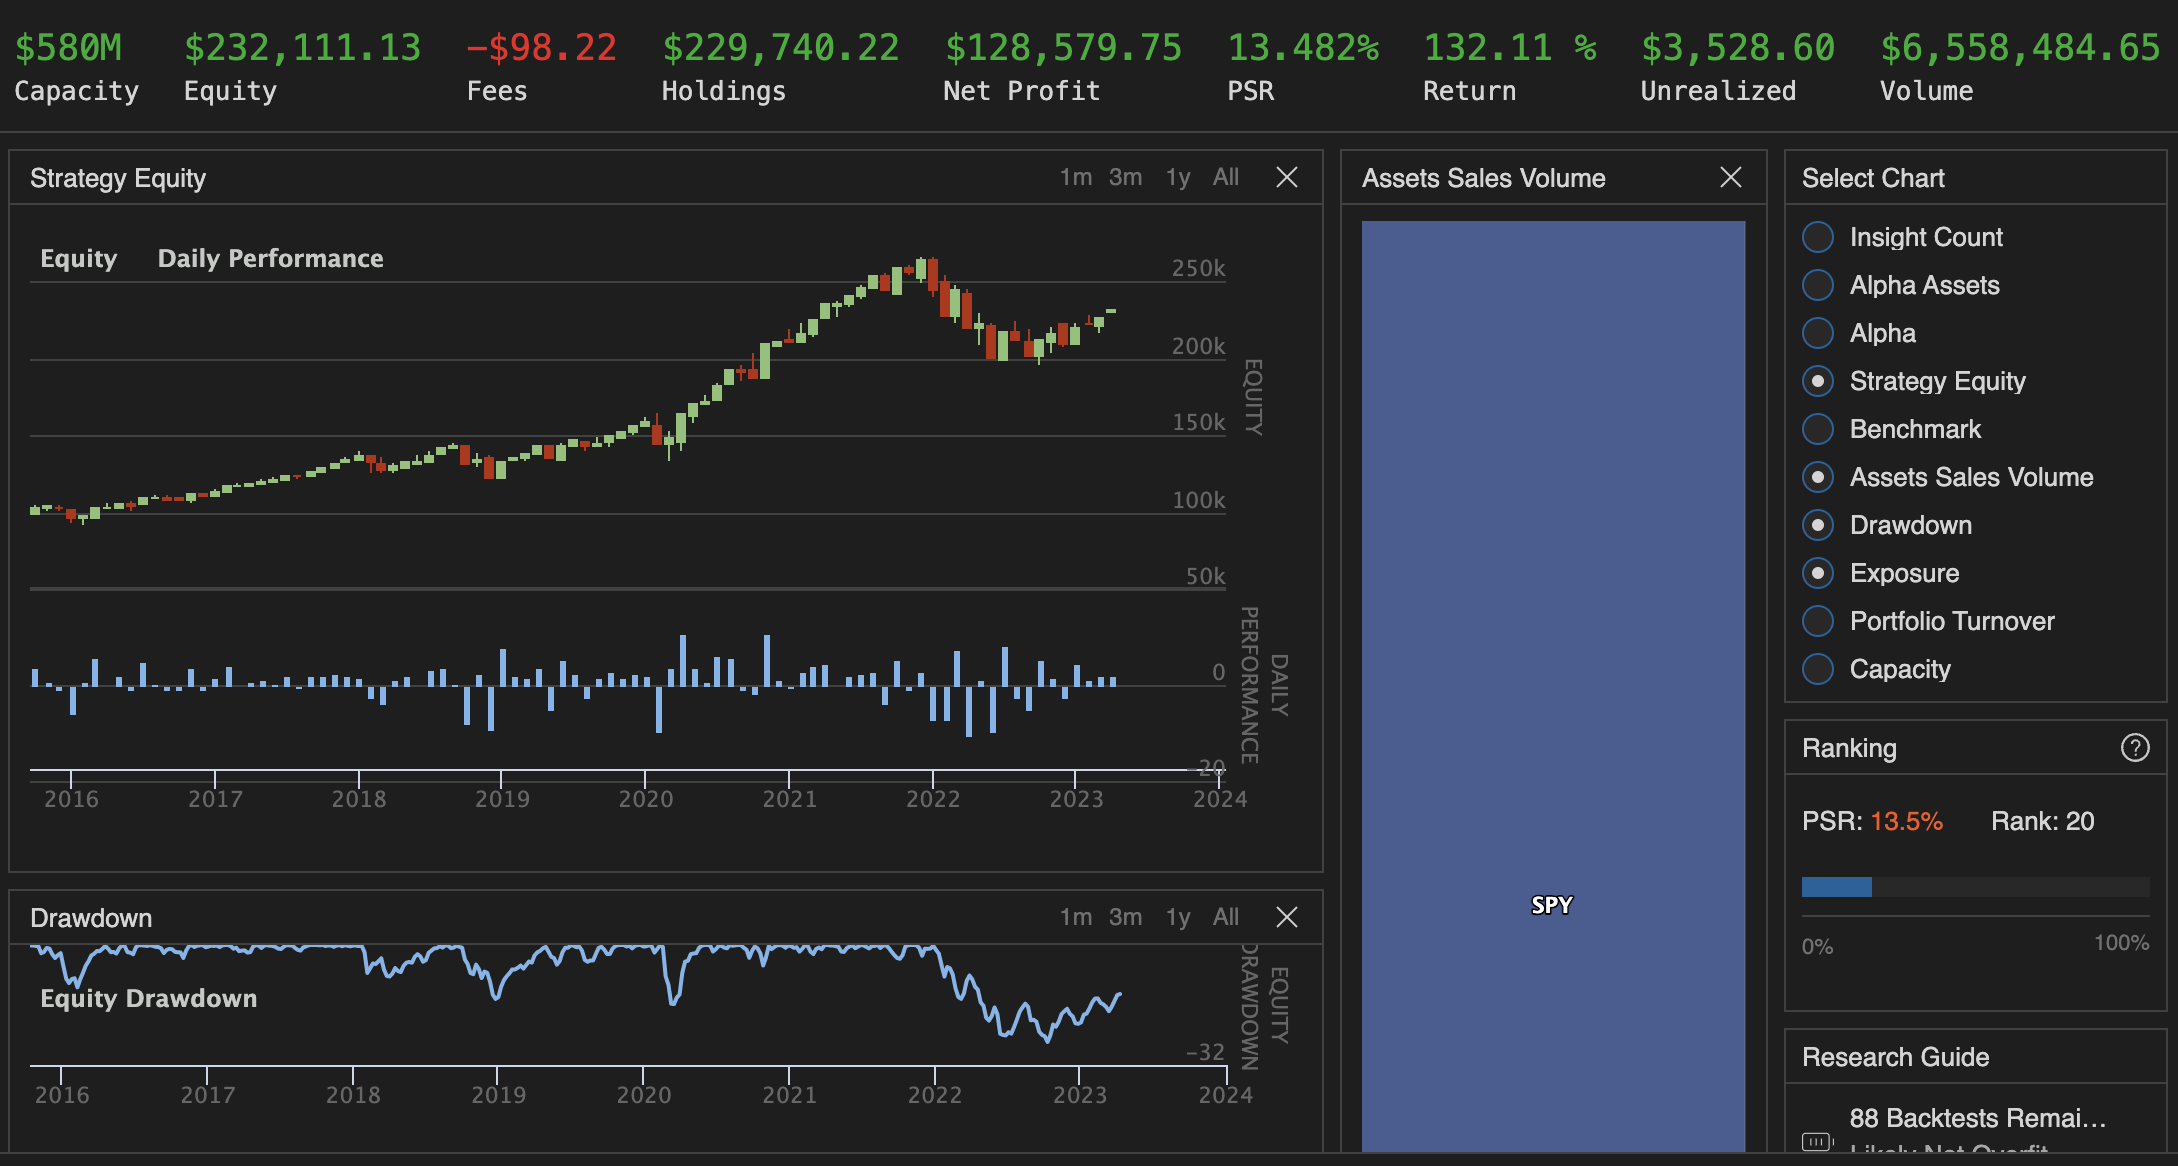 $580M $232,111.13 -$98.22 $229,740.22 $128,579.75 13.482% 132.11 % $3,528.60 $6,558,484.65
Capacity Equity Fees Holdings Net Profit PSR Return Unrealized Volume
Strategy Equity 1m 3m 1y All
Equity Daily Performance
250k
200k
150k
100k
50k
EQUITY
0
-20
DAILY
PERFORMANCE
2016 2017 2018 2019 2020 2021 2022 2023 2024
Drawdown 1m 3m 1y All
Equity Drawdown
-32
EQUITY
DRAWDOWN
2016 2017 2018 2019 2020 2021 2022 2023 2024
Assets Sales Volume
SPY
Select Chart
Insight Count
Alpha Assets
Alpha
Strategy Equity
Benchmark
Assets Sales Volume
Drawdown
Exposure
Portfolio Turnover
Capacity
Ranking ?
PSR: 13.5% Rank: 20
0% 100%
Research Guide
88 Backtests Remai...
Likely Not Overfit